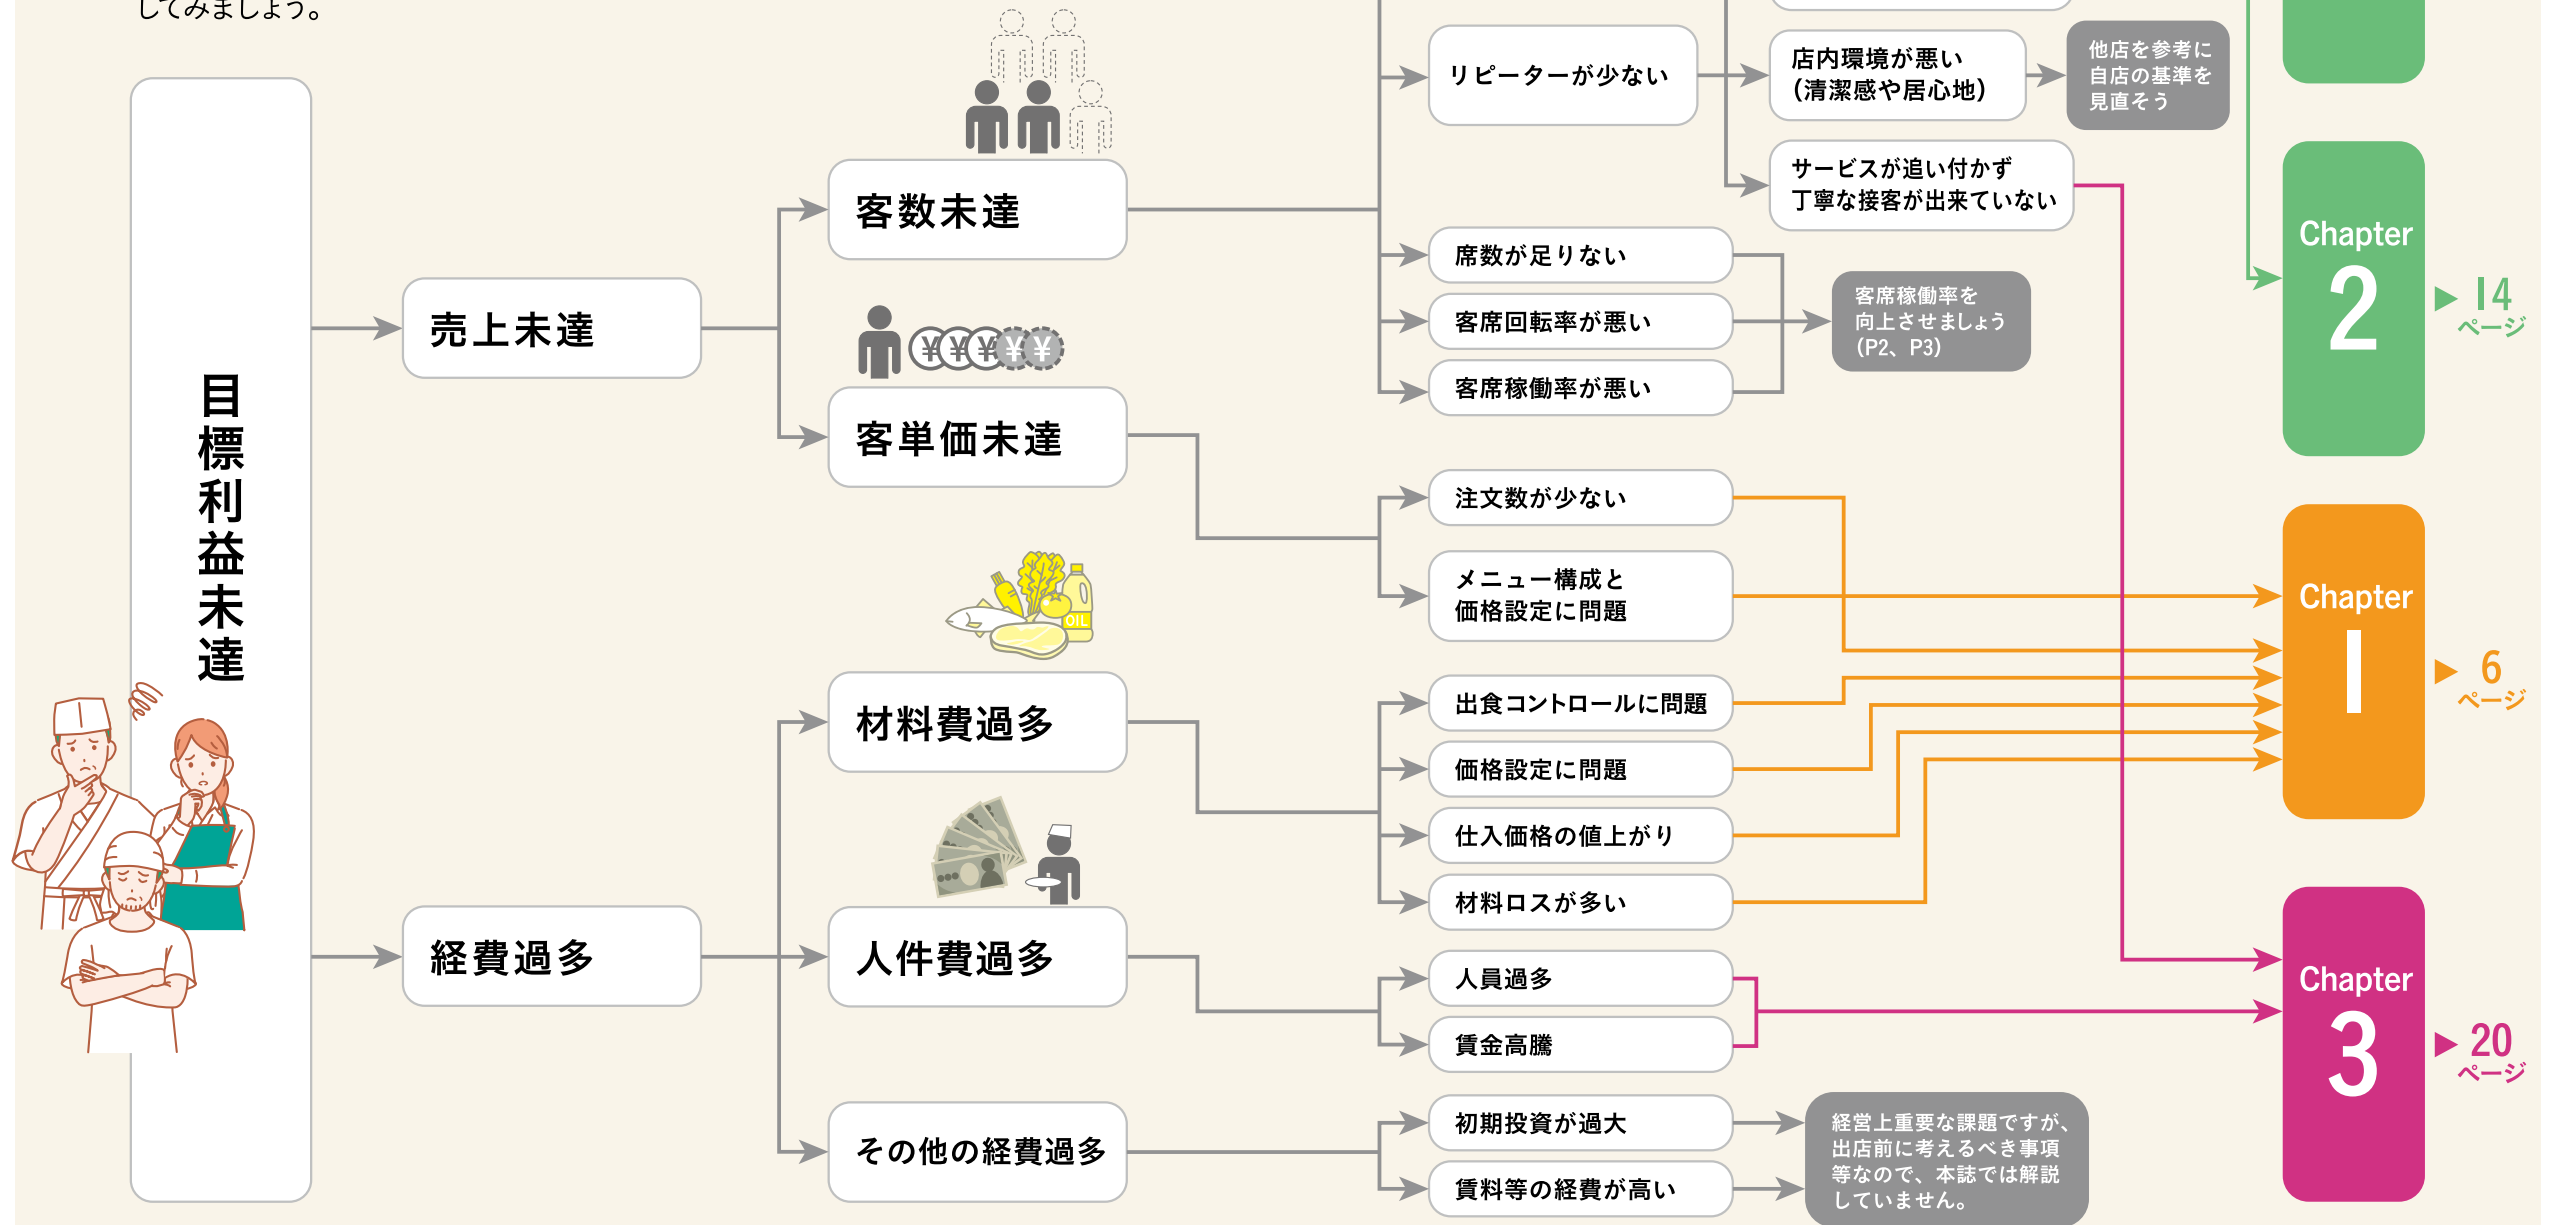 してみましょう。
目標利益未達
売上未達
経費過多
客数未達
客単価未達
材料費過多
OIL
人件費過多
その他の経費過多
リピーターが少ない
店内環境が悪い
(清潔感や居心地)
他店を参考に
自店の基準を
見直そう
サービスが追い付かず
丁寧な接客が出来ていない
席数が足りない
客席回転率が悪い
客席稼働率が悪い
客席稼働率を
向上させましょう
(P2、P3)
注文数が少ない
メニュー構成と
価格設定に問題
出食コントロールに問題
価格設定に問題
仕入価格の値上がり
材料ロスが多い
人員過多
賃金高騰
初期投資が過大
賃料等の経費が高い
経営上重要な課題ですが、
出店前に考えるべき事項
等なので、本誌では解説
していません。
Chapter
2
14
ページ
Chapter
1
6
ページ
Chapter
3
20
ページ